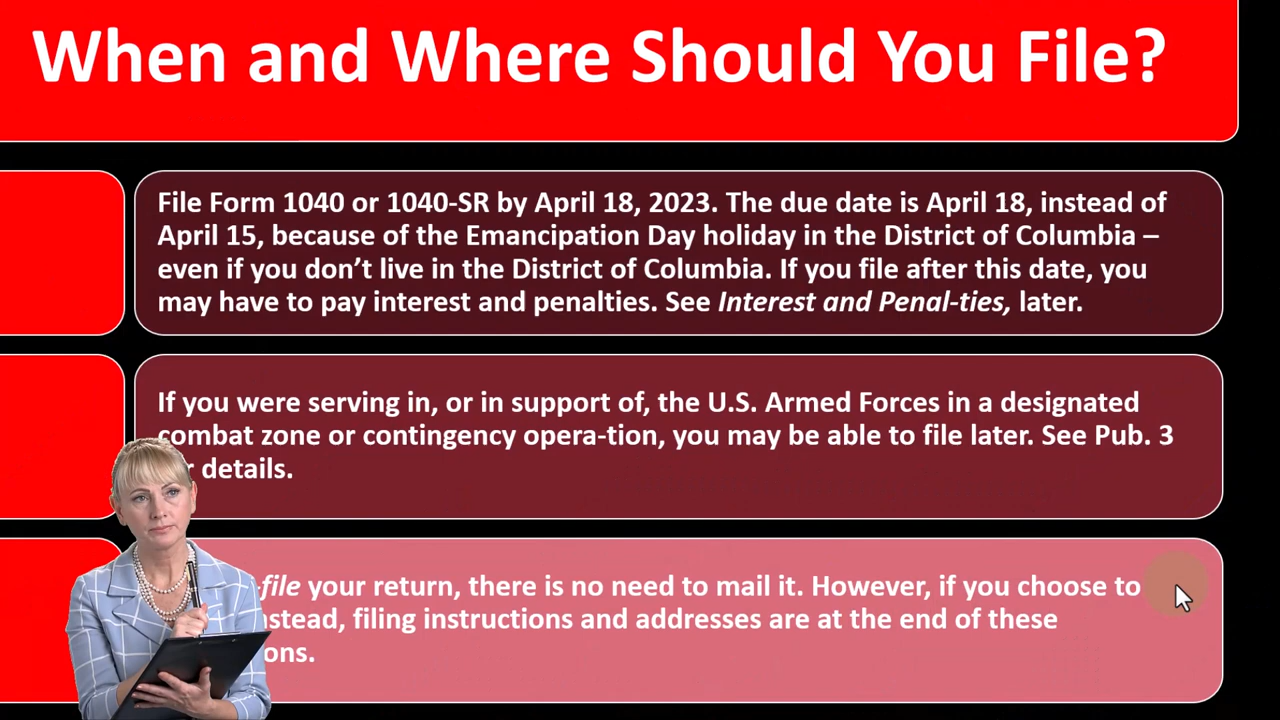 When and Where Should You File?
File Form 1040 or 1040-SR by April 18, 2023. The due date is April 18, instead of
April 15, because of the Emancipation Day holiday in the District of Columbia –
even if you don’t live in the District of Columbia. If you file after this date, you
may have to pay interest and penalties. See Interest and Penal-ties, later.
If you were serving in, or in support of, the U.S. Armed Forces in a designated
combat zone or contingency opera-tion, you may be able to file later. See Pub. 3
details.
-file your return, there is no need to mail it. However, if you choose to
filing instructions and addresses are at the end of these